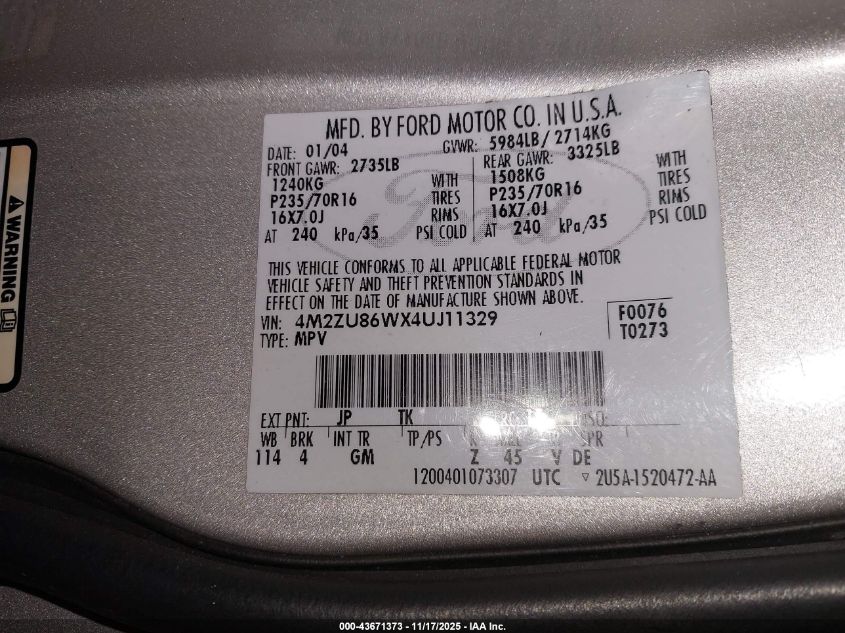 MFD. BY FORD MOTOR CO. IN U.S.A.
DATE: 01/04 GVWR: 5984LB/ 2714KG
FRONT GAWR: 2735LB REAR GAWR: 3325LB
1240KG WITH 1508KG WITH
P235/70R16 TIRES P235/70R16 TIRES
16X7.0J RIMS 16X7.0J RIMS
AT 240 kPa/35 PSI COLD AT 240 kPa/35 PSI COLD
Ford
THIS VEHICLE CONFORMS TO ALL APPLICABLE FEDERAL MOTOR
VEHICLE SAFETY AND THEFT PREVENTION STANDARDS IN
EFFECT ON THE DATE OF MANUFACTURE SHOWN ABOVE.
VIN: 4M2ZU86WX4UJ11329 F0076
TYPE: MPV T0273
EXT PNT: JP TK
WB BRK INT TR TP/PS
114 4 GM Z 45 V DE
1200401073307 UTC ▽ 2U5A-1520472-AA
⚠ WARNING
000-43671373 - 11/17/2025 - IAA Inc.